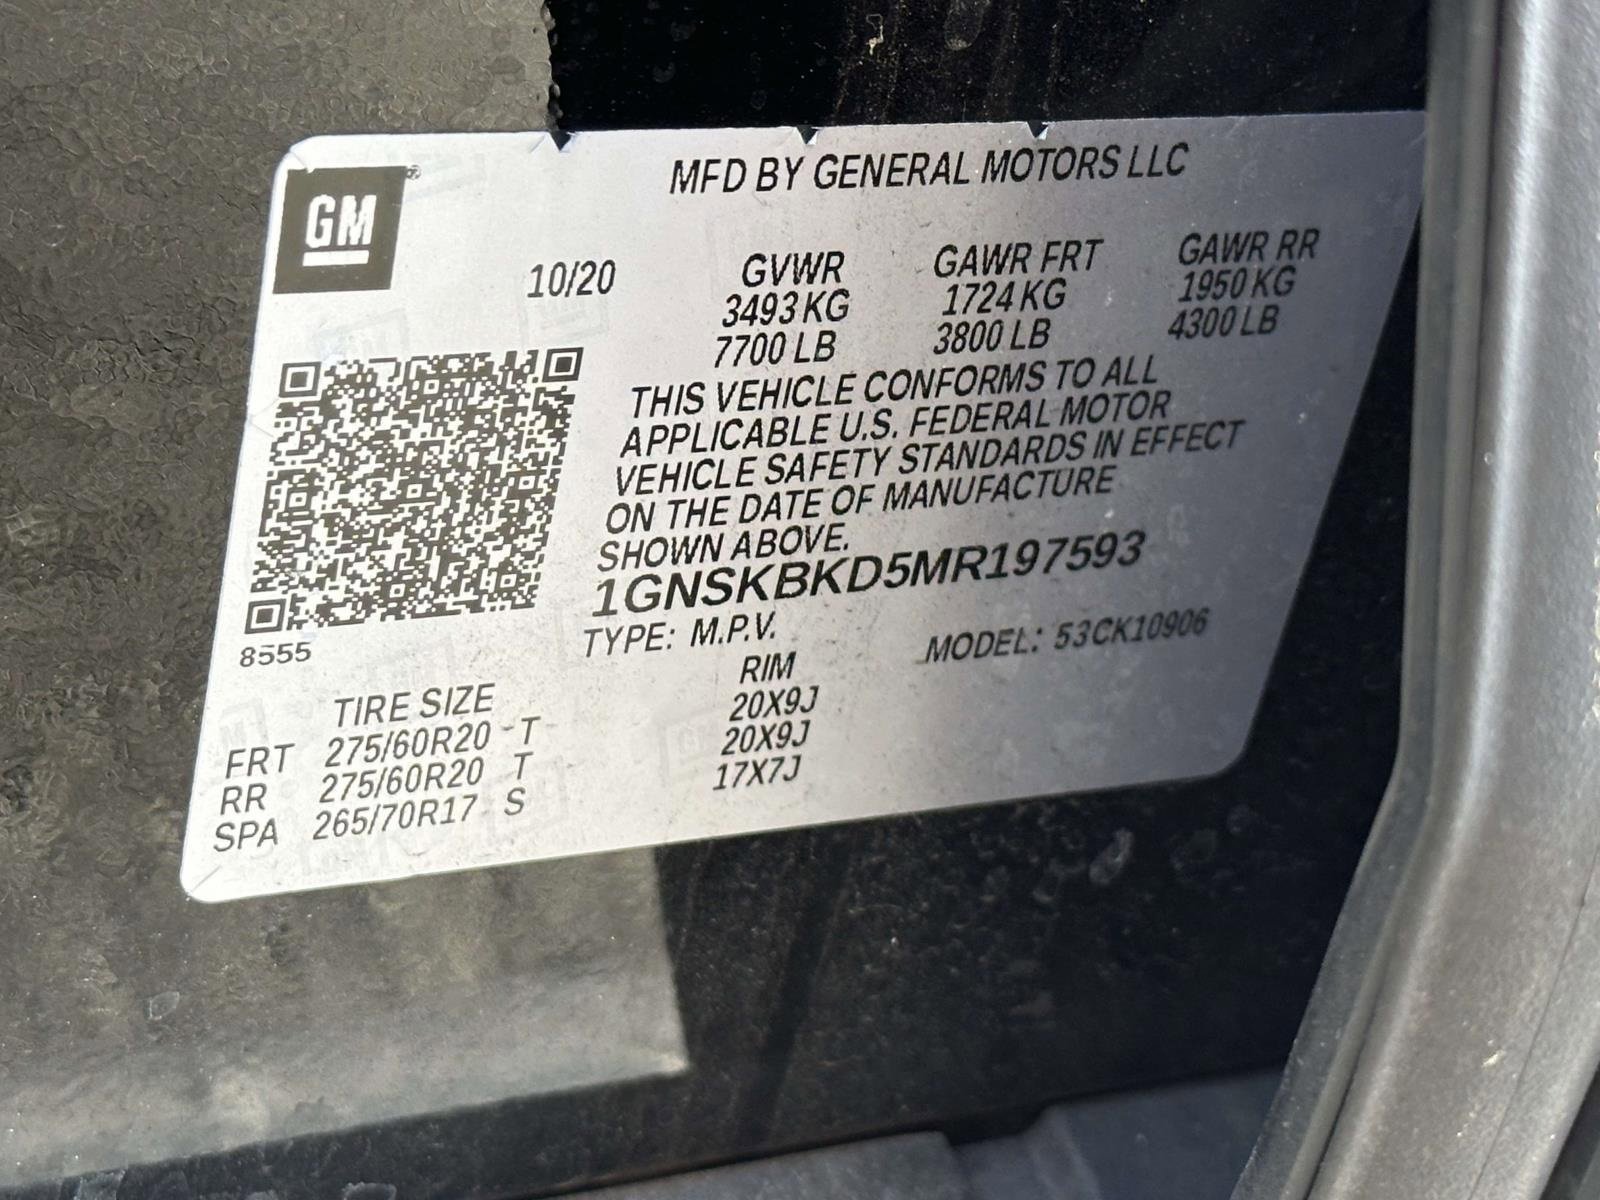 MFD BY GENERAL MOTORS LLC
GM®
10/20 GVWR GAWR FRT GAWR RR
3493 KG 1724 KG 1950 KG
7700 LB 3800 LB 4300 LB
THIS VEHICLE CONFORMS TO ALL
APPLICABLE U.S. FEDERAL MOTOR
VEHICLE SAFETY STANDARDS IN EFFECT
ON THE DATE OF MANUFACTURE
SHOWN ABOVE.
1GNSKBKD5MR197593
8555
TYPE: M.P.V. MODEL: 53CK10906
TIRE SIZE RIM
FRT 275/60R20 T 20X9J
RR 275/60R20 T 20X9J
SPA 265/70R17 S 17X7J